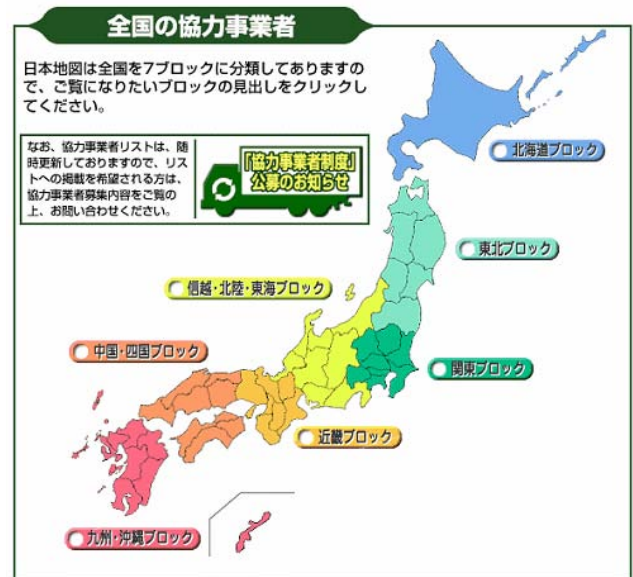 全国の協力事業者
日本地図は全国を7ブロックに分類してありますの
で、ご覧になりたいブロックの見出しをクリックし
てください。
なお、協力事業者リストは、随
時更新しておりますので、リス
トへの掲載を希望される方は、
協力事業者募集内容をご覧の
上、お問い合わせください。
「協力事業者制度」
公募のお知らせ
北海道ブロック
東北ブロック
信越・北陸・東海ブロック
中国・四国ブロック
関東ブロック
近畿ブロック
九州・沖縄ブロック